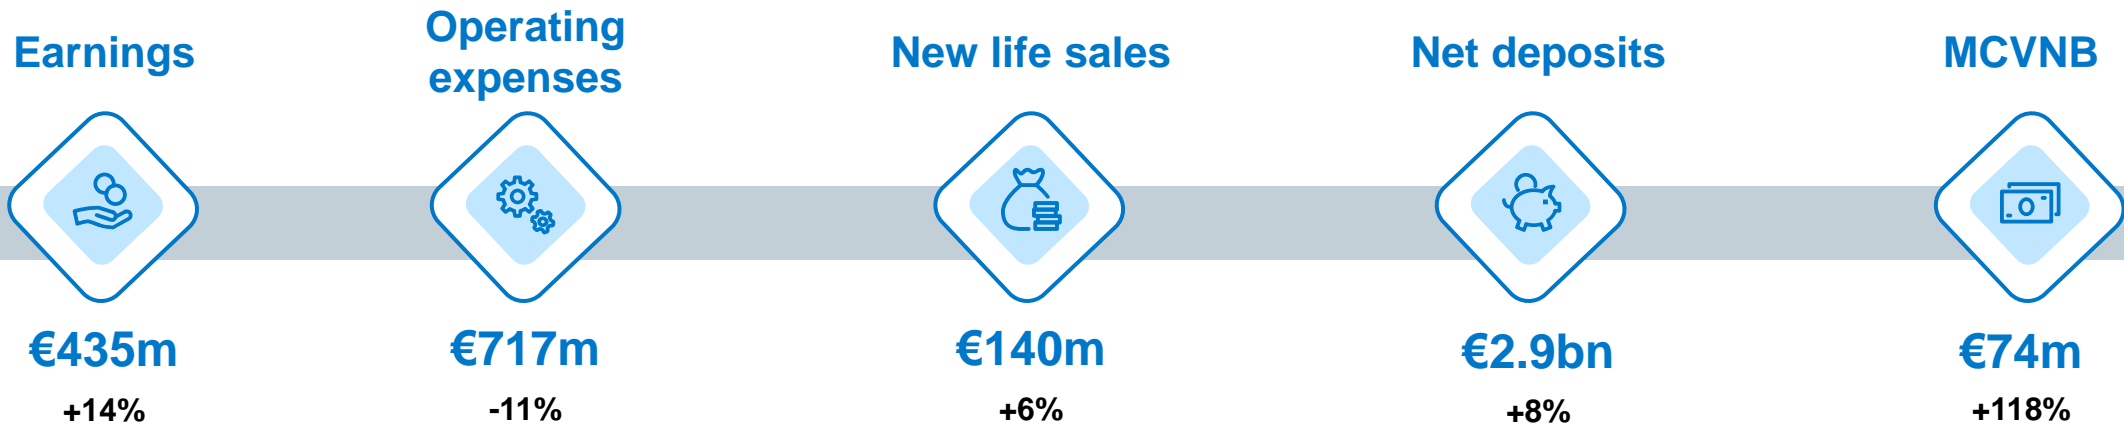 Earnings
€435m
+14%
Operating
expenses
€717m
-11%
New life sales
€140m
+6%
Net deposits
€2.9bn
+8%
MCVNB
€74m
+118%